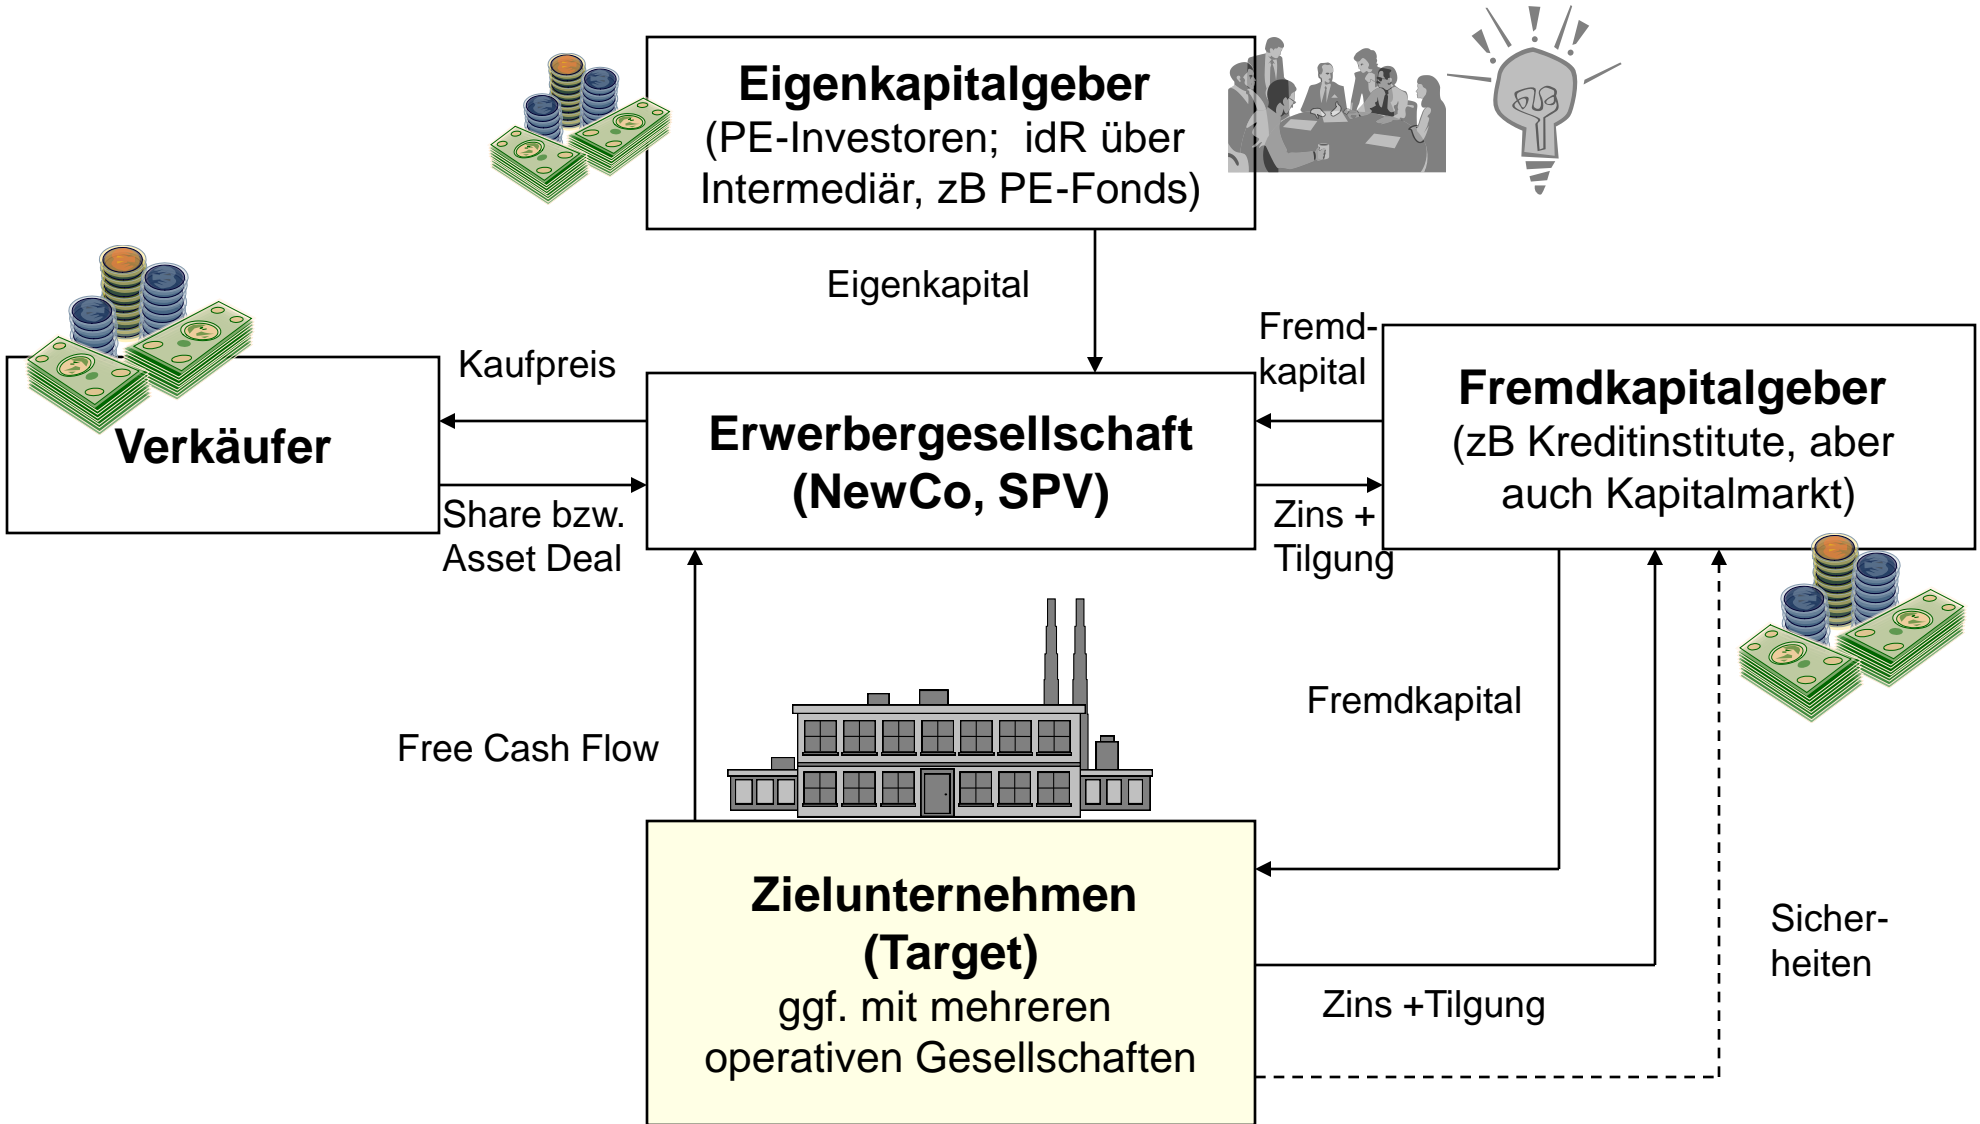 Eigenkapitalgeber
(PE-Investoren; idR über
Intermediär, zB PE-Fonds)
Eigenkapital
Kaufpreis
Fremd-
kapital
Verkäufer
Erwerbergesellschaft
(NewCo, SPV)
Fremdkapitalgeber
(zB Kreditinstitute, aber
auch Kapitalmarkt)
Share bzw.
Asset Deal
Zins +
Tilgung
Free Cash Flow
Fremdkapital
Zielunternehmen
(Target)
ggf. mit mehreren
operativen Gesellschaften
Zins +Tilgung
Sicher-
heiten